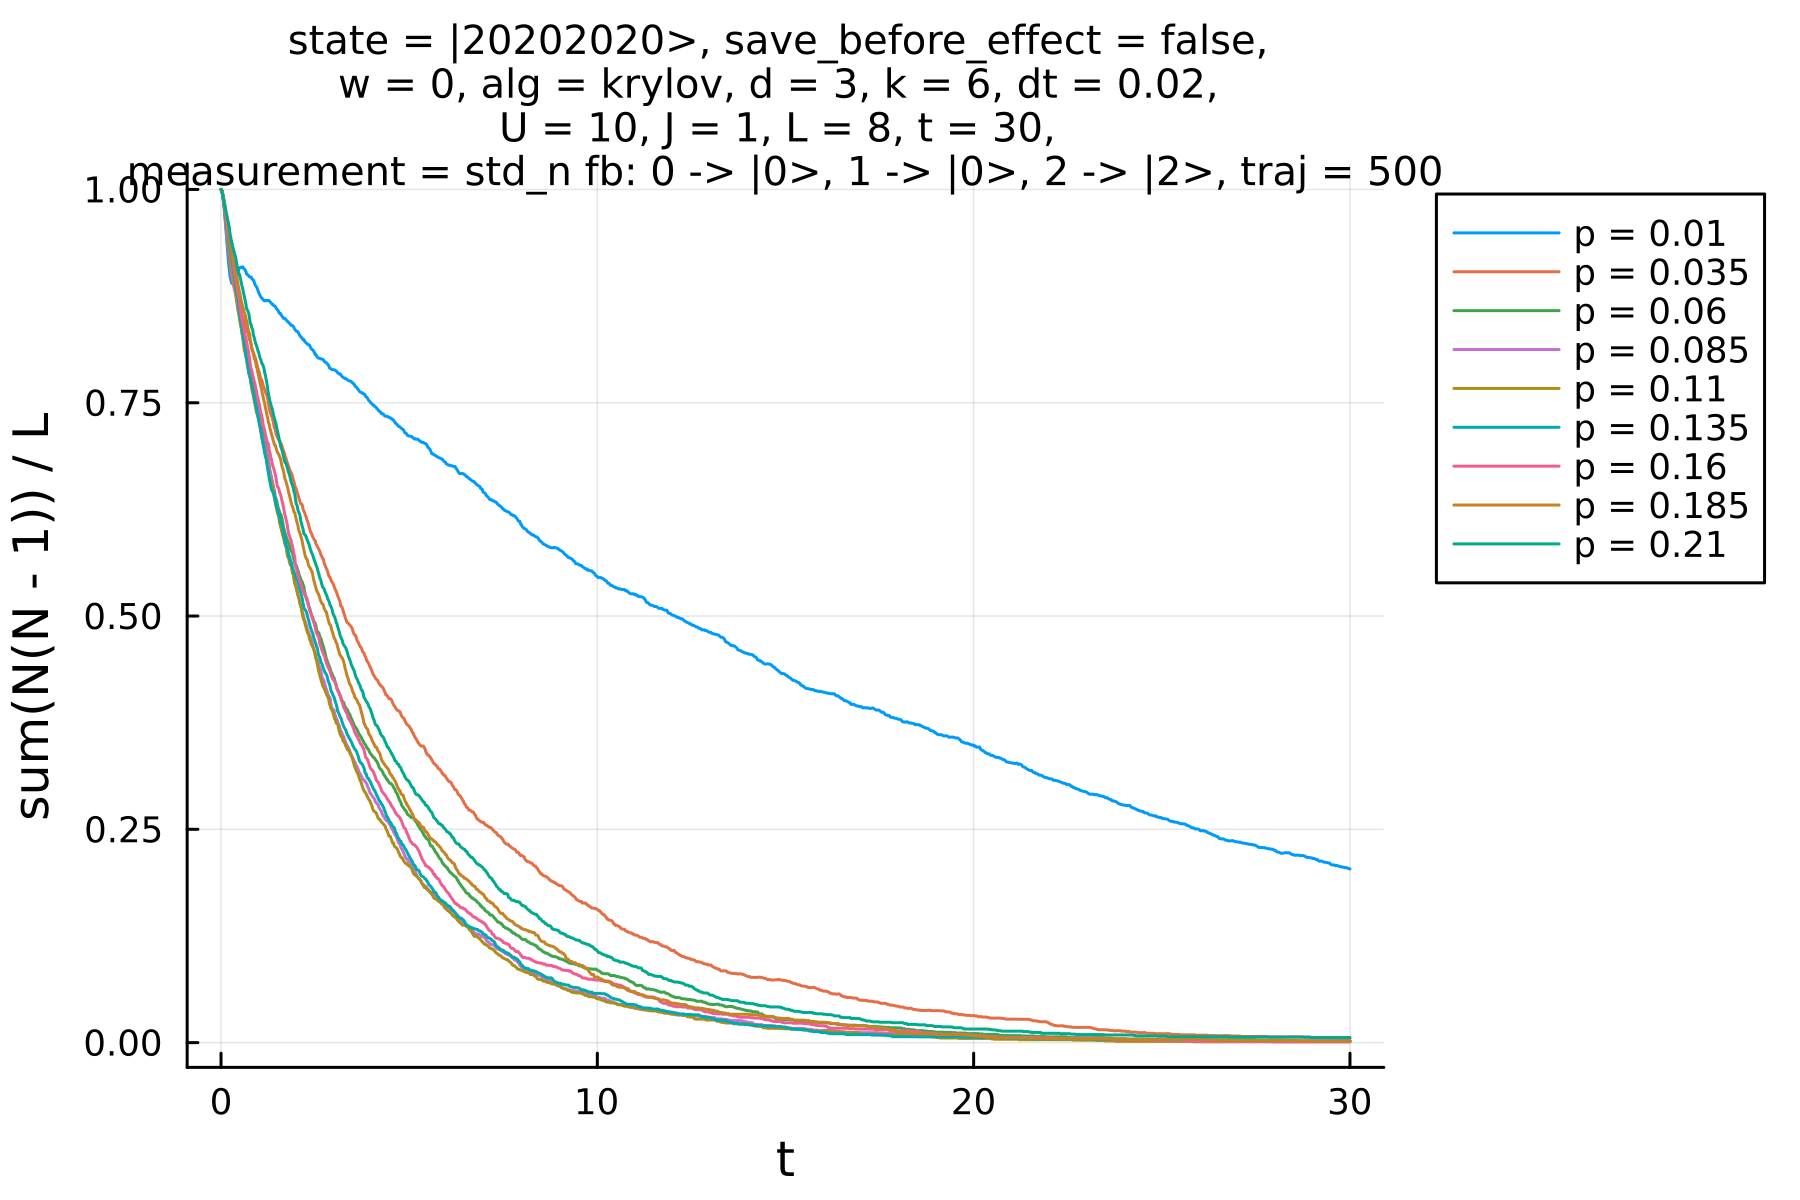 state = |20202020>, save_before_effect = false,
w = 0, alg = krylov, d = 3, k = 6, dt = 0.02,
U = 10, J = 1, L = 8, t = 30,
measurement = std_n fb: 0 -> |0>, 1 -> |0>, 2 -> |2>, traj = 500
sum(N(N - 1)) / L
1.00
0.75
0.50
0.25
0.00
0
10
20
30
t
p = 0.01
p = 0.035
p = 0.06
p = 0.085
p = 0.11
p = 0.135
p = 0.16
p = 0.185
p = 0.21